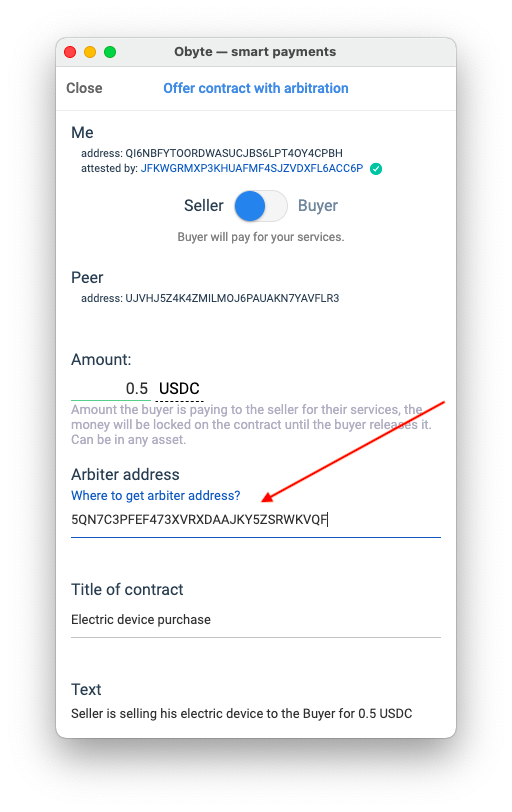 Obyte — smart payments
Close
Offer contract with arbitration
Me
address: QI6NBFYTOORDWASUCJBS6LPT4OY4CPBH
attested by: JFKWGRMXP3KHUAFMF4SJZVDXFL6ACC6P
Seller Buyer
Buyer will pay for your services.
Peer
address: UJVHJ5Z4K4ZMILMOJ6PAUAKN7YAVFLR3
Amount:
0.5 USDC
Amount the buyer is paying to the seller for their services, the
money will be locked on the contract until the buyer releases it.
Can be in any asset.
Arbiter address
Where to get arbiter address?
5QN7C3PFEF473XVRXDAAJKY5ZSRWKVQF
Title of contract
Electric device purchase
Text
Seller is selling his electric device to the Buyer for 0.5 USDC